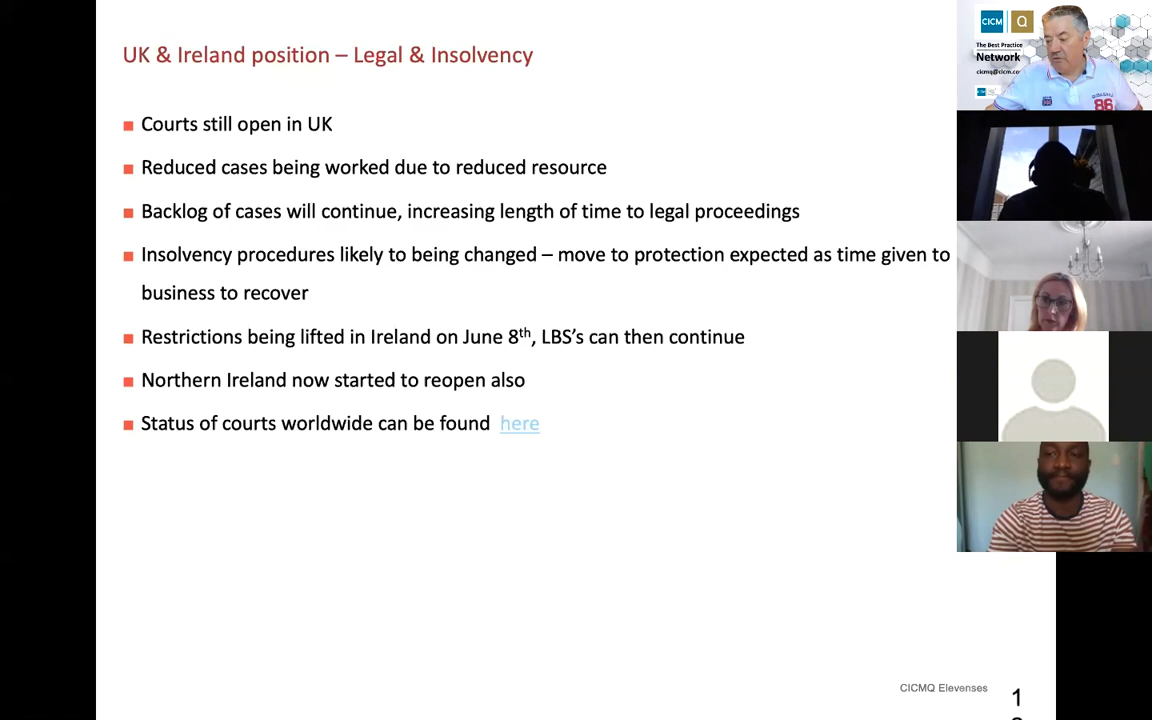 UK & Ireland position – Legal & Insolvency
Courts still open in UK
Reduced cases being worked due to reduced resource
Backlog of cases will continue, increasing length of time to legal proceedings
Insolvency procedures likely to being changed – move to protection expected as time given to
business to recover
Restrictions being lifted in Ireland on June 8th, LBS's can then continue
Northern Ireland now started to reopen also
Status of courts worldwide can be found here
CICMQ Elevenses
CICM Q
The Best Practice
Network
cicmq@cicm.co
86